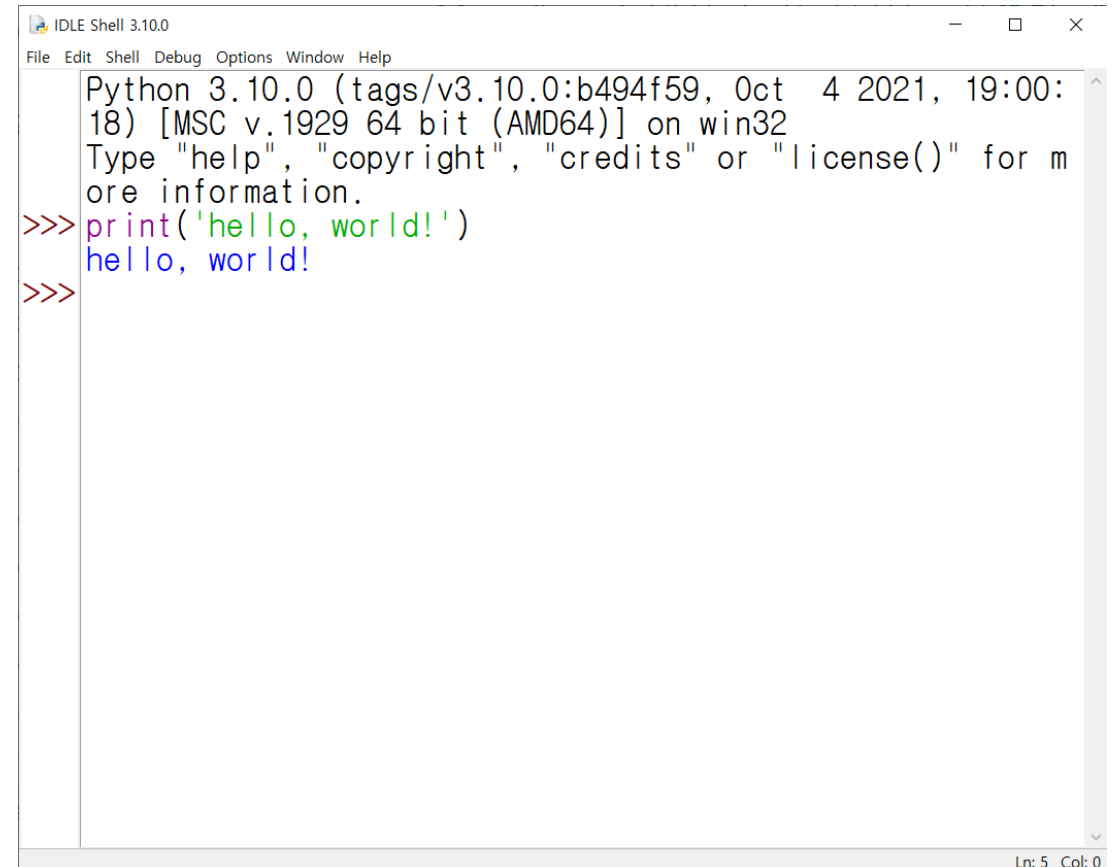 IDLE Shell 3.10.0
File Edit Shell Debug Options Window Help
Python 3.10.0 (tags/v3.10.0:b494f59, Oct  4 2021, 19:00:
18) [MSC v.1929 64 bit (AMD64)] on win32
Type "help", "copyright", "credits" or "license()" for m
ore information.
>>> print('hello, world!')
hello, world!
>>>
Ln: 5 Col: 0